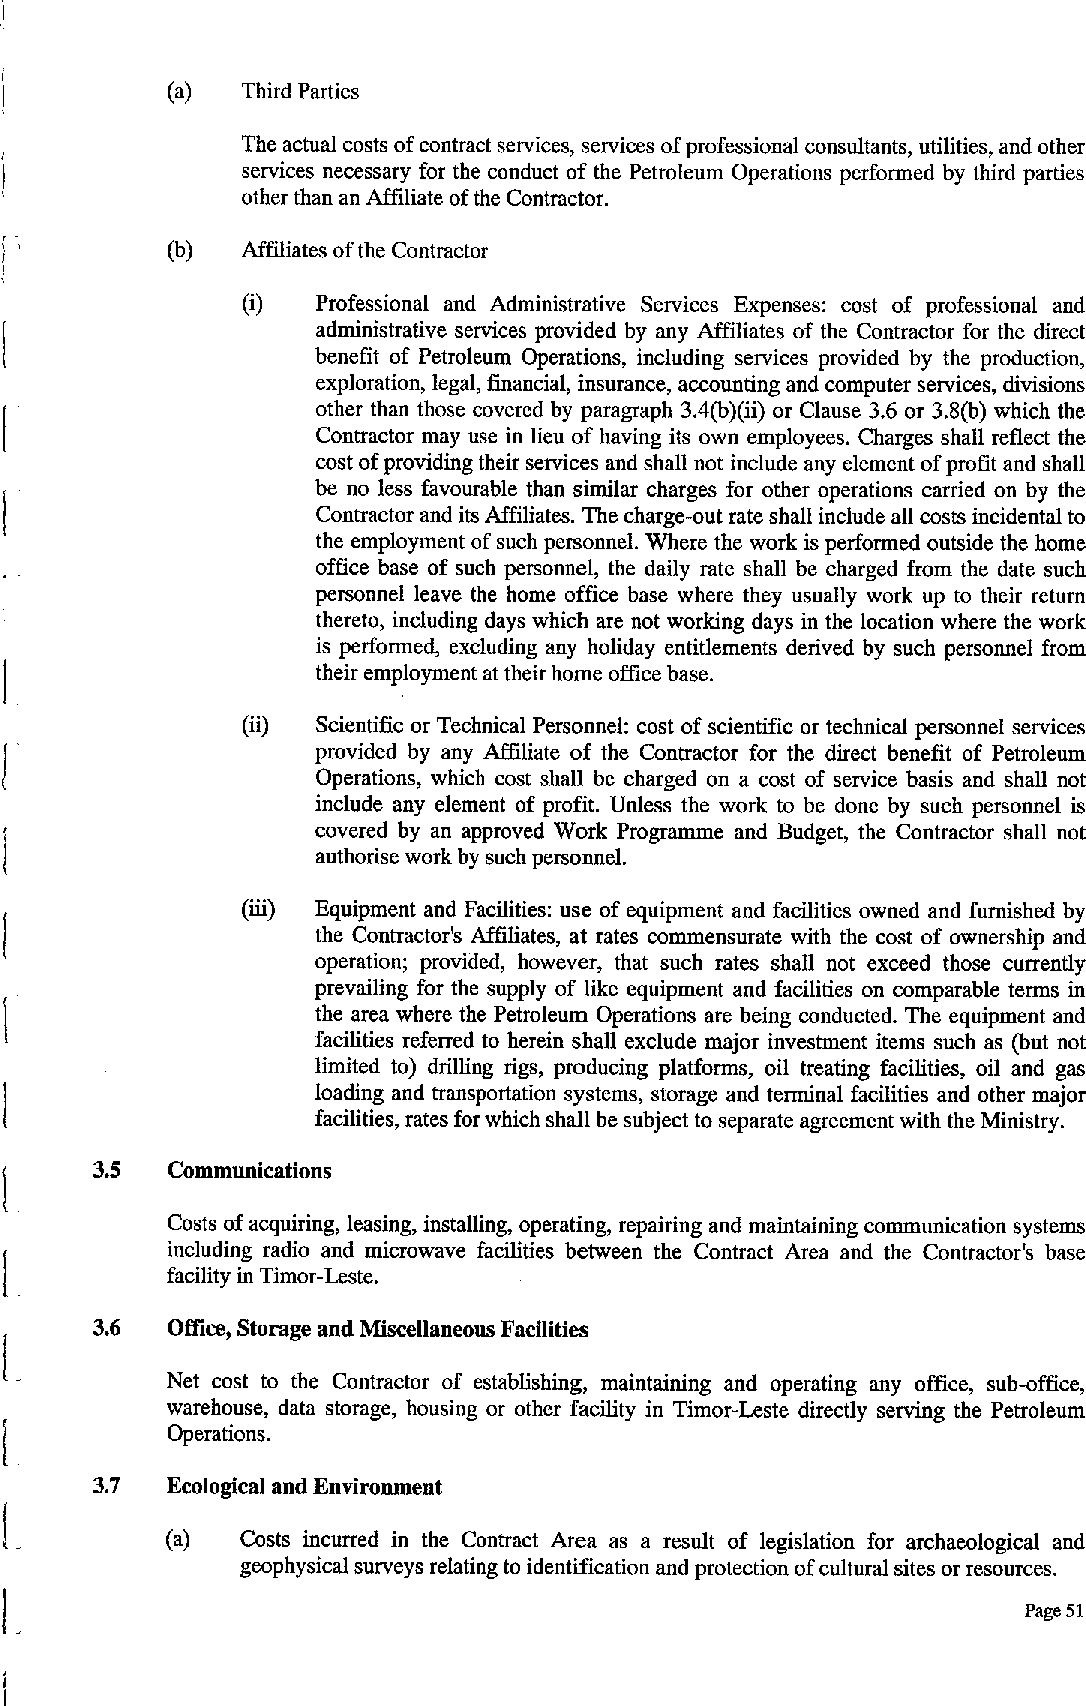 (a) Third Parties
The actual costs of contract services, services of professional consultants, utilities, and other
services necessary for the conduct of the Petroleum Operations performed by third parties
other than an Affiliate of the Contractor.
(b) Affiliates of the Contractor
(i) Professional and Administrative Services Expenses: cost of professional and
administrative services provided by any Affiliates of the Contractor for the direct
benefit of Petroleum Operations, including services provided by the production,
exploration, legal, financial, insurance, accounting and computer services, divisions
other than those covered by paragraph 3.4(b)(ii) or Clause 3.6 or 3.8(b) which the
Contractor may use in lieu of having its own employees. Charges shall reflect the
cost of providing their services and shall not include any element of profit and shall
be no less favourable than similar charges for other operations carried on by the
Contractor and its Affiliates. The charge-out rate shall include all costs incidental to
the employment of such personnel. Where the work is performed outside the home
office base of such personnel, the daily rate shall be charged from the date such
personnel leave the home office base where they usually work up to their return
thereto, including days which are not working days in the location where the work
is performed, excluding any holiday entitlements derived by such personnel from
their employment at their home office base.
(ii) Scientific or Technical Personnel: cost of scientific or technical personnel services
provided by any Affiliate of the Contractor for the direct benefit of Petroleum
Operations, which cost shall be charged on a cost of service basis and shall not
include any element of profit. Unless the work to be done by such personnel is
covered by an approved Work Programme and Budget, the Contractor shall not
authorise work by such personnel.
(iii) Equipment and Facilities: use of equipment and facilities owned and furnished by
the Contractor's Affiliates, at rates commensurate with the cost of ownership and
operation; provided, however, that such rates shall not exceed those currently
prevailing for the supply of like equipment and facilities on comparable terms in
the area where the Petroleum Operations are being conducted. The equipment and
facilities referred to herein shall exclude major investment items such as (but not
limited to) drilling rigs, producing platforms, oil treating facilities, oil and gas
loading and transportation systems, storage and terminal facilities and other major
facilities, rates for which shall be subject to separate agreement with the Ministry.
3.5 Communications
Costs of acquiring, leasing, installing, operating, repairing and maintaining communication systems
including radio and microwave facilities between the Contract Area and the Contractor's base
facility in Timor-Leste.
3.6 Office, Storage and Miscellaneous Facilities
Net cost to the Contractor of establishing, maintaining and operating any office, sub-office,
warehouse, data storage, housing or other facility in Timor-Leste directly serving the Petroleum
Operations.
3.7 Ecological and Environment
(a) Costs incurred in the Contract Area as a result of legislation for archaeological and
geophysical surveys relating to identification and protection of cultural sites or resources.
Page 51